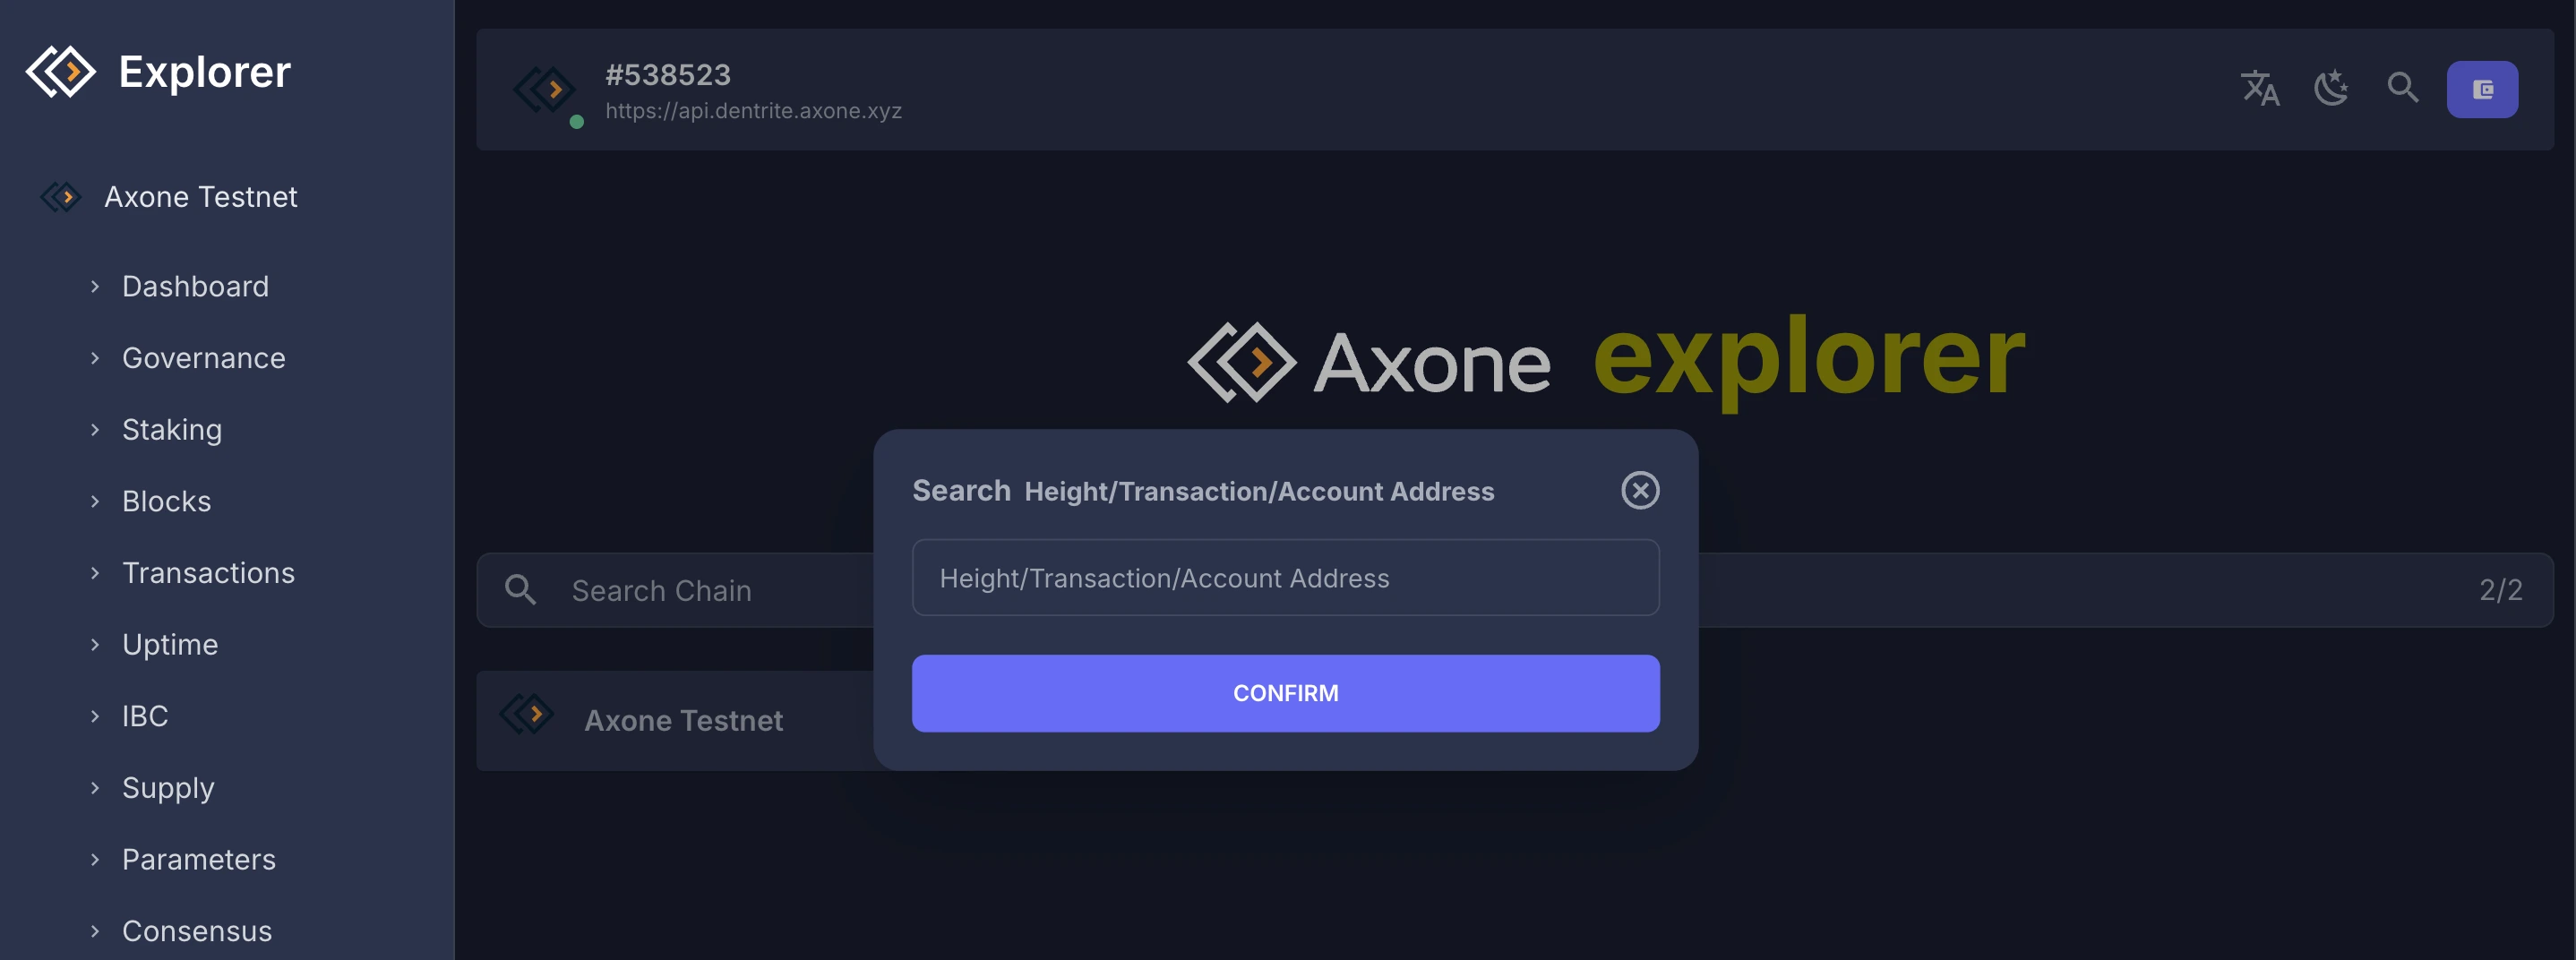 Explorer
Axone Testnet
Dashboard
Governance
Staking
Blocks
Transactions
Uptime
IBC
Supply
Parameters
Consensus
#538523
https://api.dentrite.axone.xyz
Axone explorer
Search Height/Transaction/Account Address
Height/Transaction/Account Address
CONFIRM
Search Chain
2/2
Axone Testnet